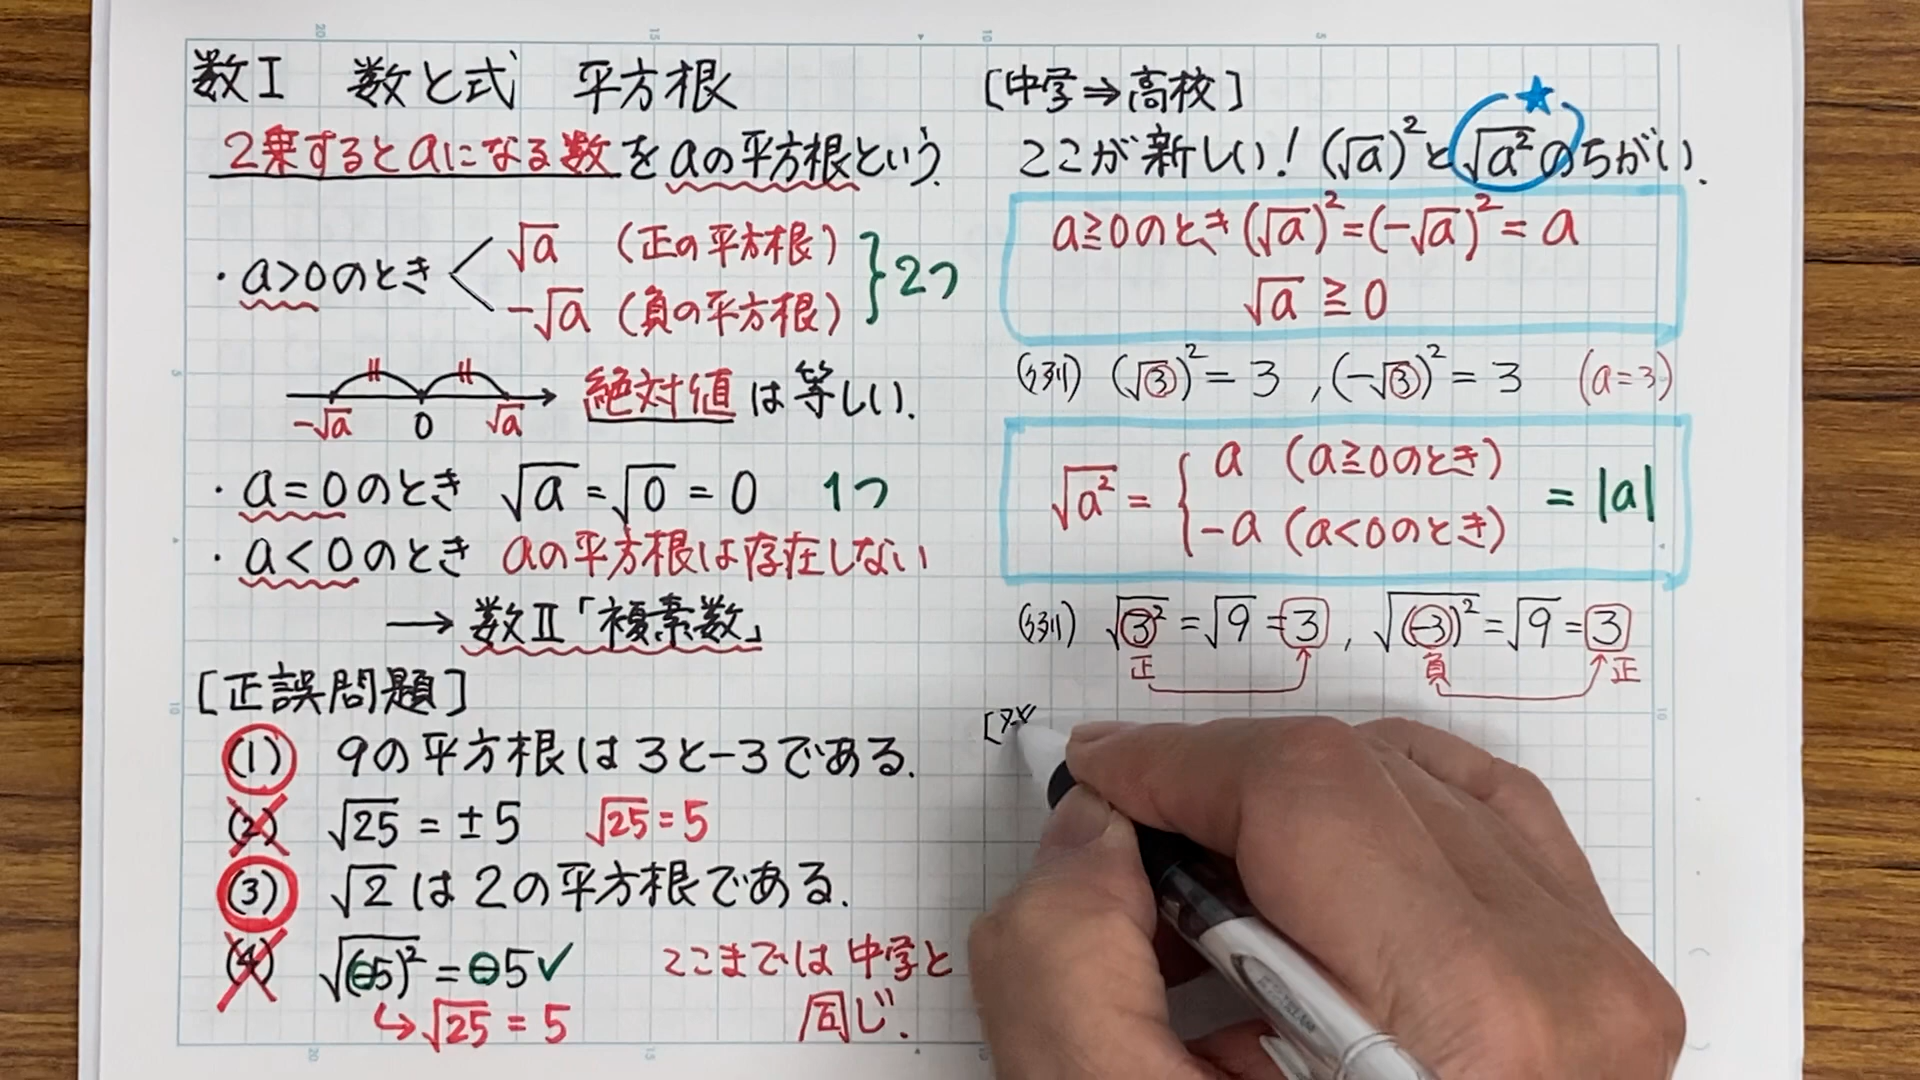 数I 数と式 平方根
2乗するとaになる数をaの平方根という.
・a>0のとき √a (正の平方根)
-√a (負の平方根) }2つ
-√a 0 √a 絶対値は等しい.
・a=0のとき √a=√0=0 1つ
・a<0のとき aの平方根は存在しない
→数II「複素数」
[正誤問題]
(1) 9の平方根は3と-3である.
(2) √25=±5 √25=5
(3) √2は2の平方根である.
(4) √(-5)²=-5✓
↪√25=5
ここまでは中学と
同じ.
[中学⇒高校]
ここが新しい!(√a)²と√a²のちがい.
a≧0のとき(√a)²=(-√a)²=a
√a≧0
(例) (√3)²=3, (-√3)²=3 (a=3)
√a²={ a (a≧0のとき)
-a (a<0のとき) =|a|
(例) √3²=√9=3, √(-3)²=√9=3
正 負 正